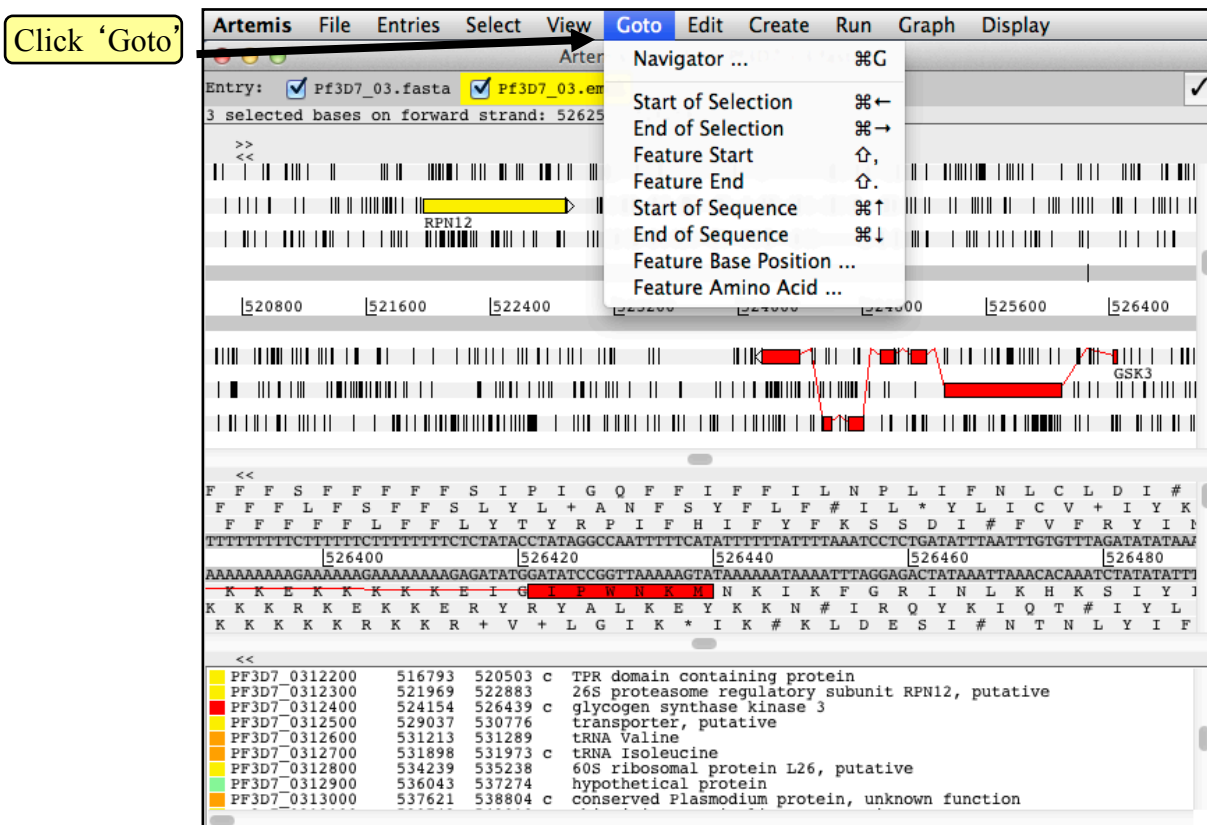 Click ‘Goto’
Artemis File Entries Select View Goto Edit Create Run Graph Display
Arter
Navigator ... ⌘G
Start of Selection ⌘←
End of Selection ⌘→
Feature Start ⇧,
Feature End ⇧.
Start of Sequence ⌘↑
End of Sequence ⌘↓
Feature Base Position ...
Feature Amino Acid ...
Entry: Pf3D7_03.fasta Pf3D7_03.em
3 selected bases on forward strand: 52625
>>
<<
RPN12
520800 521600 522400 523200 524000 524800 525600 526400
GSK3
<<
F F F S F F F F F S I P I G Q F F I F F I L N P L I F N L C L D I #
F F F L F S F F S L Y L + A N F S Y F L F # I L * Y L I C V + I Y K
F F F F F L F F L Y T Y R P I F H I F Y F K S S D I # F V F R Y I
TTTTTTTTTCTTTTTTCTTTTTTTTCTCTATACCTATAGGCCAATTTTTCATATTTTTTATTTTAAATCCTCTGATATTTAATTTGTGTTTAGATATATAAA
526400 526420 526440 526460 526480
AAAAAAAAAGAAAAAAGAAAAAAAAGAGATATGGATATCCGGTTAAAAAGTATAAAAAATAAAATTTAGGAGACTATAAATTAAACACAAATCTATATATTT
K K E K K K K K E I G I P W N K M N K I K F G R I N L K H K S I Y
K K K R K E K K E R Y R Y A L K E Y K K N # I R Q Y K I Q T # I Y L
K K K K K R K K R + V + L G I K * I K # K L D E S I # N T N L Y I F
<<
PF3D7_0312200 516793 520503 c TPR domain containing protein
PF3D7_0312300 521969 522883 26S proteasome regulatory subunit RPN12, putative
PF3D7_0312400 524154 526439 c glycogen synthase kinase 3
PF3D7_0312500 529037 530776 transporter, putative
PF3D7_0312600 531213 531289 tRNA Valine
PF3D7_0312700 531898 531973 c tRNA Isoleucine
PF3D7_0312800 534239 535238 60S ribosomal protein L26, putative
PF3D7_0312900 536043 537274 hypothetical protein
PF3D7_0313000 537621 538804 c conserved Plasmodium protein, unknown function